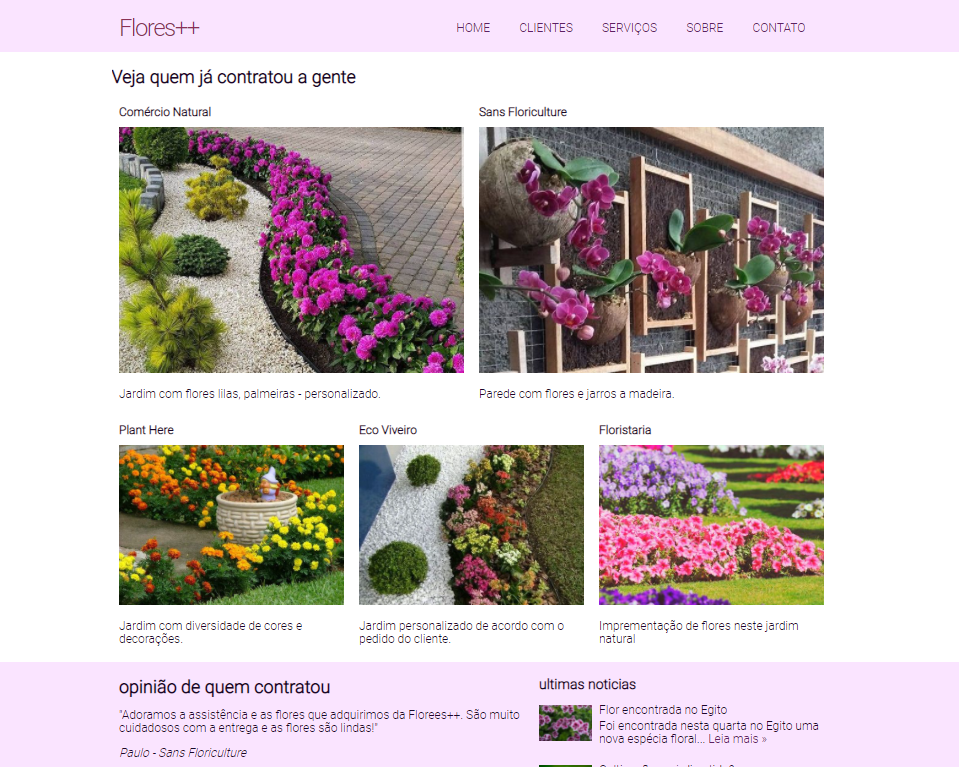 Flores++
HOME CLIENTES SERVIÇOS SOBRE CONTATO
Veja quem já contratou a gente
Comércio Natural
Sans Floriculture
Jardim com flores lilas, palmeiras - personalizado.
Parede com flores e jarros a madeira.
Plant Here
Eco Viveiro
Floristaria
Jardim com diversidade de cores e
decorações.
Jardim personalizado de acordo com o
pedido do cliente.
Imprementação de flores neste jardim
natural
opinião de quem contratou
"Adoramos a assistência e as flores que adquirimos da Florees++. São muito
cuidadosos com a entrega e as flores são lindas!"
Paulo - Sans Floriculture
ultimas noticias
Flor encontrada no Egito
Foi encontrada nesta quarta no Egito uma
nova espécia floral... Leia mais »